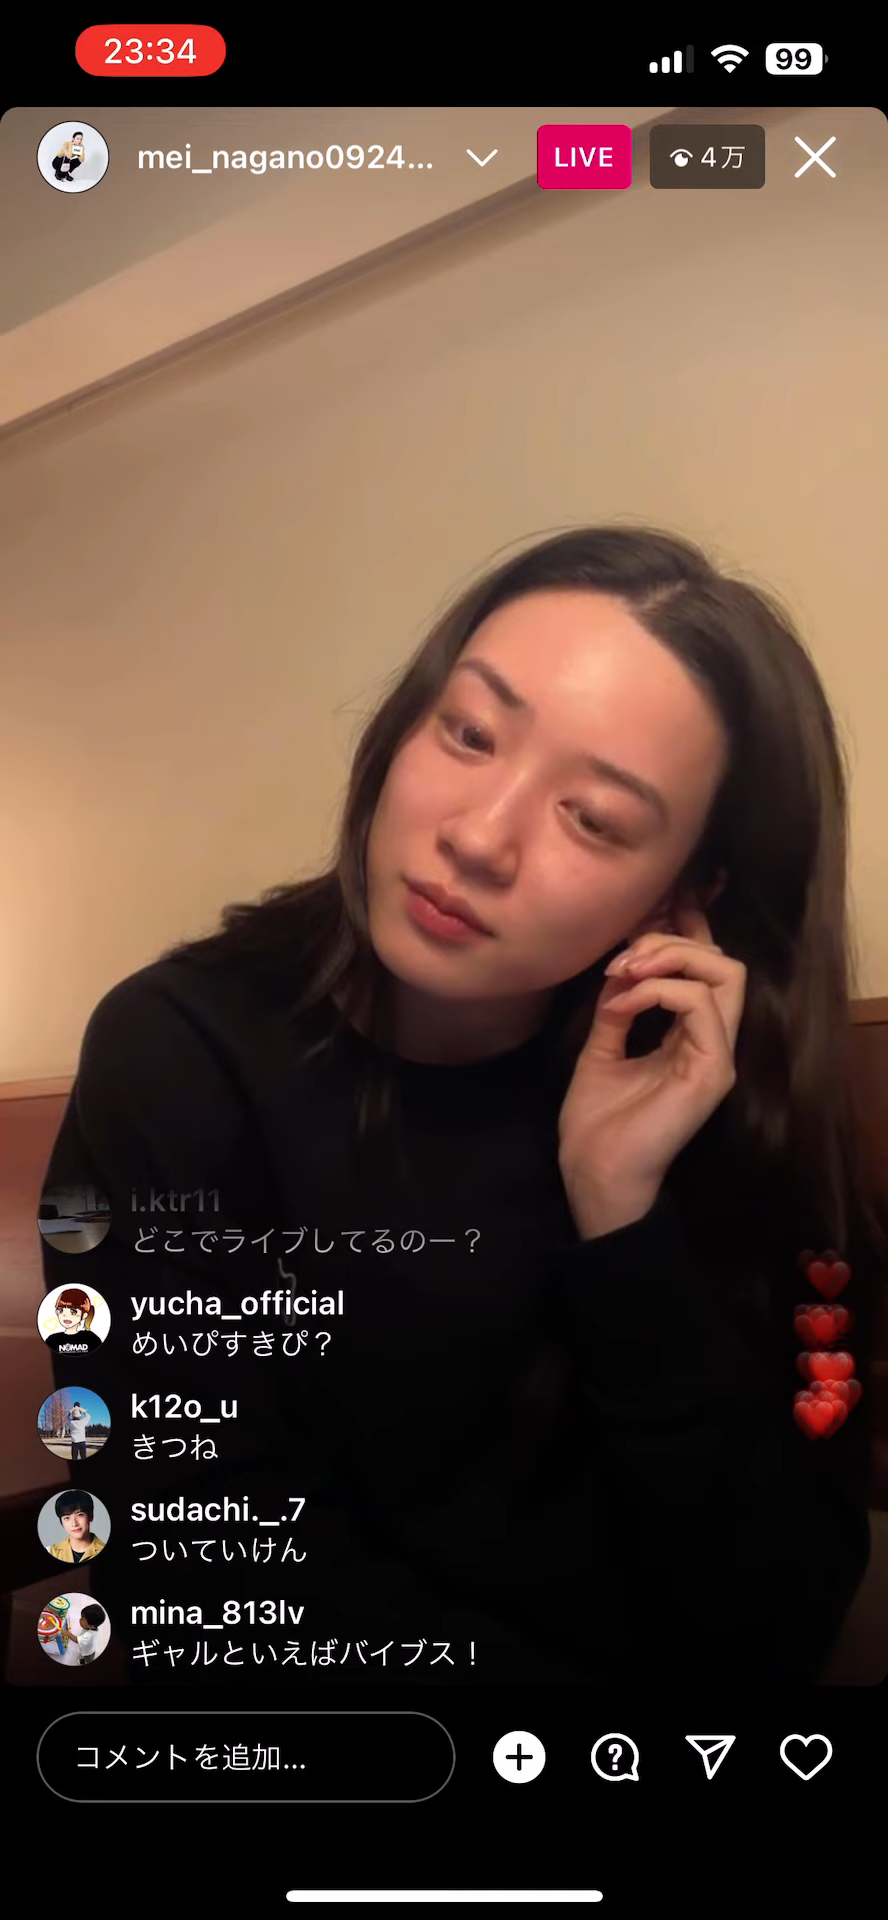 23:34
99
mei_nagano0924...
LIVE
4万
i.ktr11
どこでライブしてるのー？
yucha_official
めいぴすきぴ？
NOMAD
k12o_u
きつね
sudachi._.7
ついていけん
mina_813lv
ギャルといえばバイブス！
コメントを追加...